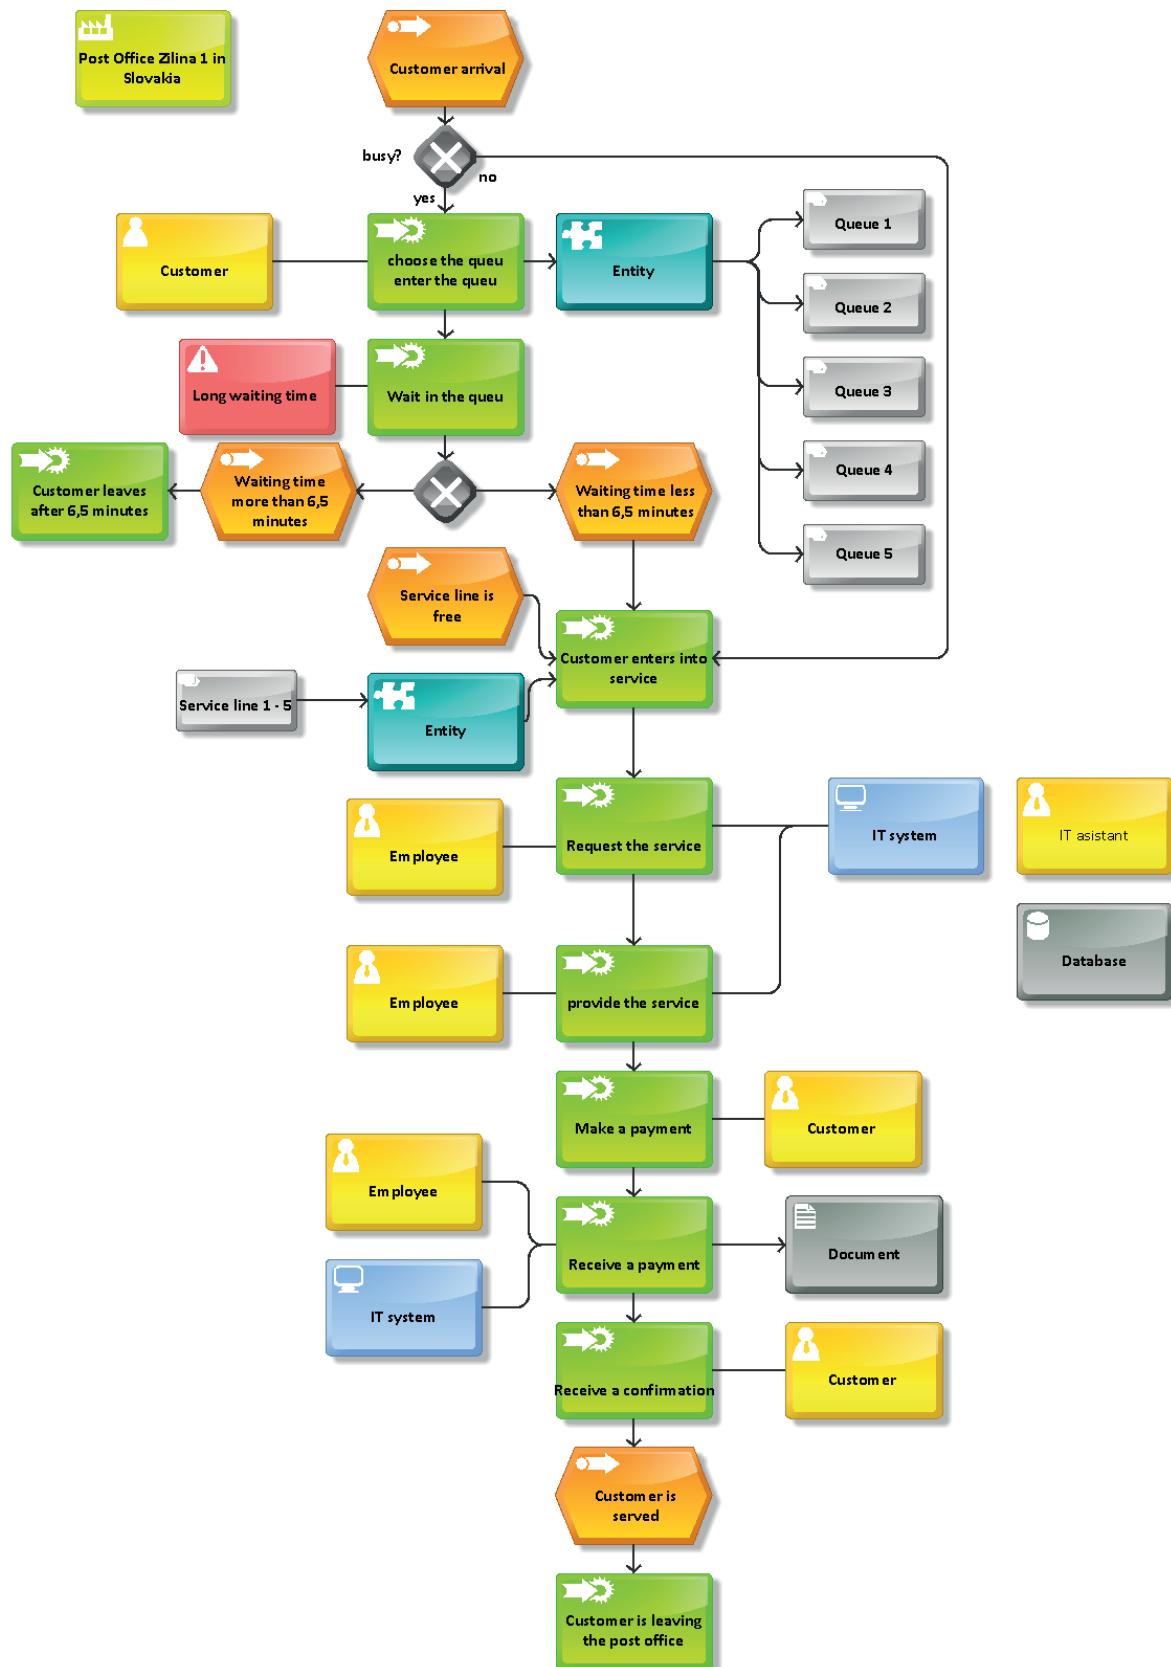 Post Office Zilina 1 in
Slovakia
Customer arrival
busy?
no
yes
Customer
choose the queu
enter the queu
Entity
Queue 1
Queue 2
Queue 3
Queue 4
Queue 5
Long waiting time
Wait in the queu
Customer leaves
after 6,5 minutes
Waiting time
more than 6,5
minutes
Waiting time less
than 6,5 minutes
Service line is
free
Customer enters into
service
Service line 1 - 5
Entity
Employee
Request the service
IT system
IT asistant
Database
Employee
provide the service
Make a payment
Customer
Employee
IT system
Receive a payment
Document
Receive a confirmation
Customer
Customer is
served
Customer is leaving
the post office